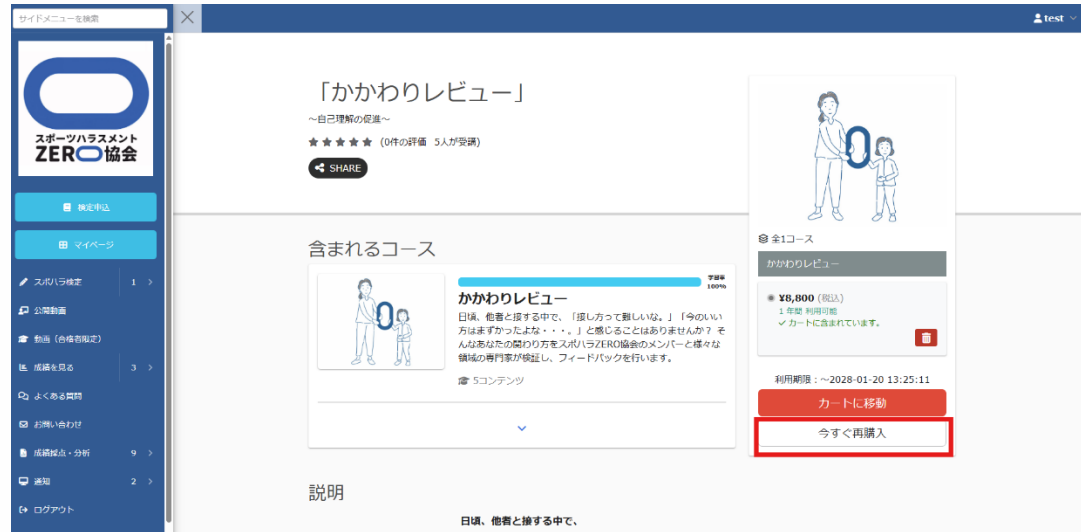 サイドメニューを検索
test
スポーツハラスメント
ZERO協会
検定申込
マイページ
スポハラ検定 1
公開動画
動画（合格者限定）
成績を見る 3
よくある質問
お問い合わせ
成績採点・分析 9
通知 2
ログアウト
「かかわりレビュー」
～自己理解の促進～
★★★★★ (0件の評価 5人が受講)
SHARE
含まれるコース
学習率
100%
かかわりレビュー
日頃、他者と接する中で、「接し方って難しいな。」「今のいい
方はまずかったよな・・・。」と感じることはありませんか？ そ
んなあなたの関わり方をスポハラZERO協会のメンバーと様々な
領域の専門家が検証し、フィードバックを行います。
5コンテンツ
全1コース
かかわりレビュー
¥8,800 (税込)
1 年間 利用可能
✓ カートに含まれています。
利用期限：～2028-01-20 13:25:11
カートに移動
今すぐ再購入
説明
日頃、他者と接する中で、